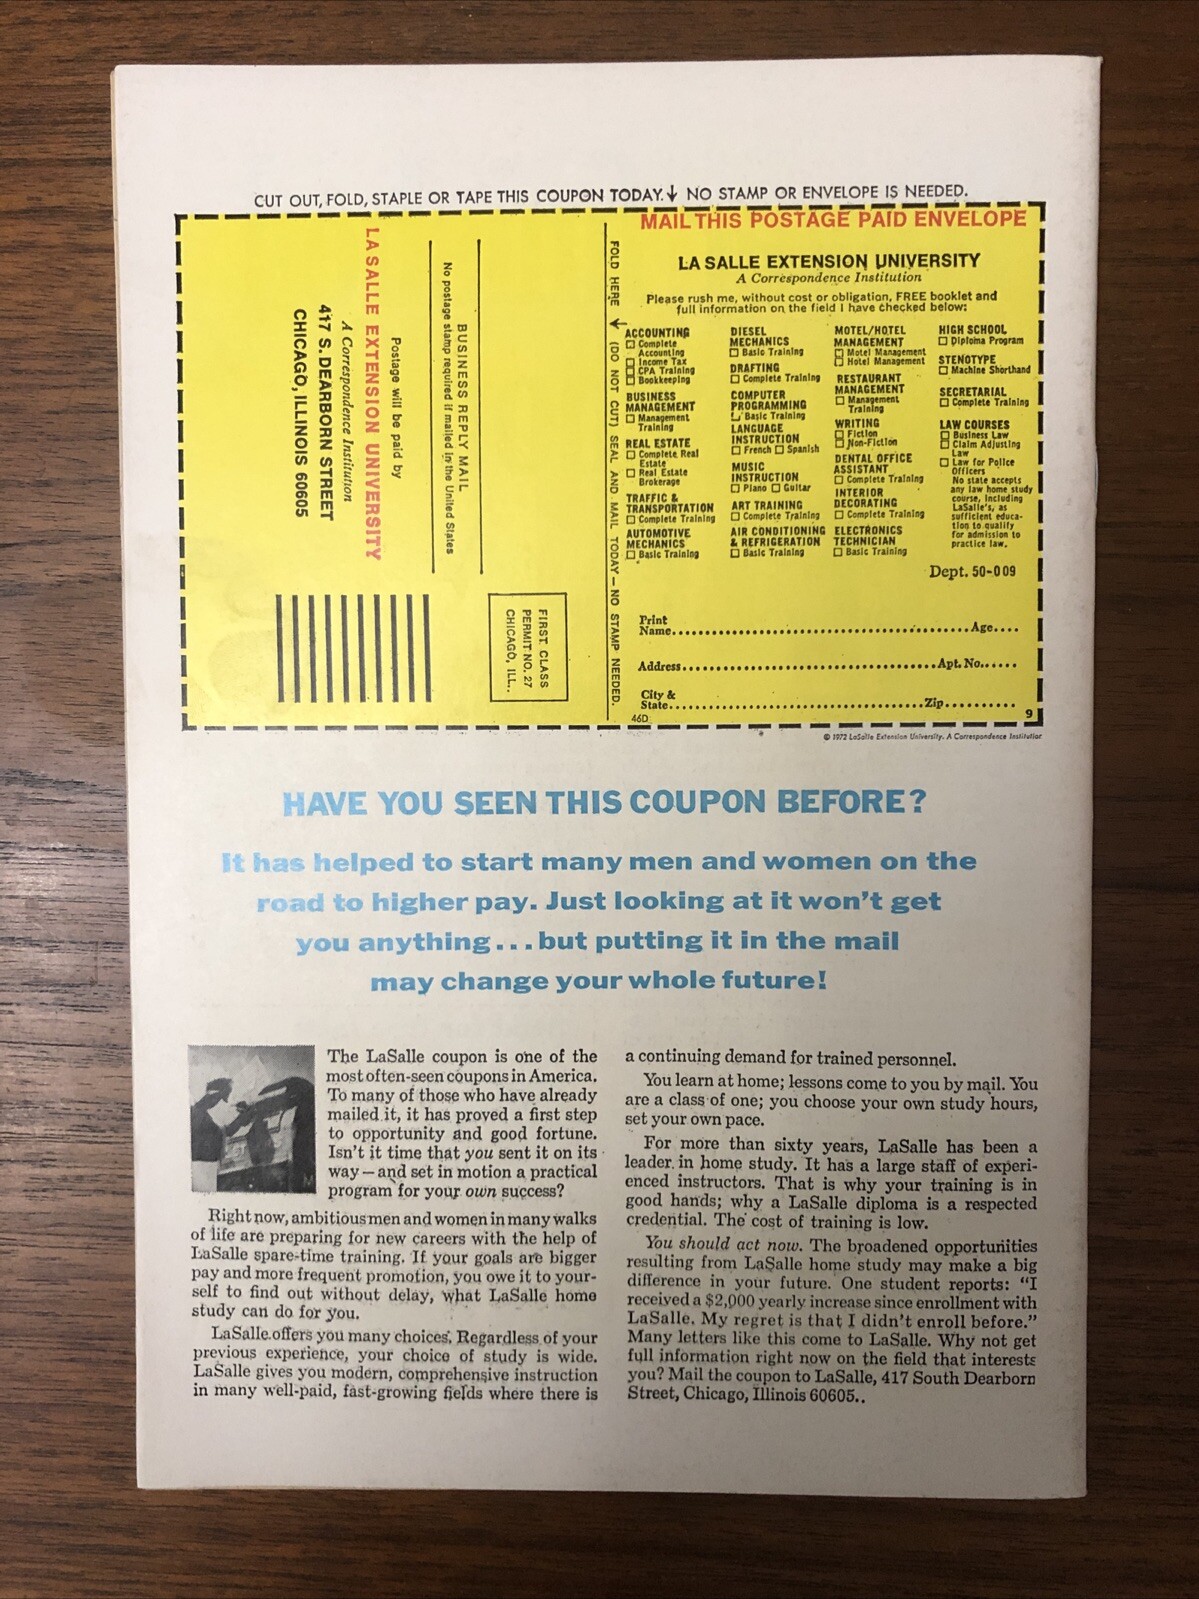 CUT OUT, FOLD, STAPLE OR TAPE THIS COUPON TODAY. ↓ NO STAMP OR ENVELOPE IS NEEDED.
LA SALLE EXTENSION UNIVERSITY
A Correspondence Institution
417 S. DEARBORN STREET
CHICAGO, ILLINOIS 60605
Postage will be paid by
BUSINESS REPLY MAIL
No postage stamp required if mailed in the United States
FIRST CLASS
PERMIT NO. 27
CHICAGO, ILL..
FOLD HERE ↓ (DO NOT CUT) SEAL AND MAIL TODAY — NO STAMP NEEDED.
MAIL THIS POSTAGE PAID ENVELOPE
LA SALLE EXTENSION UNIVERSITY
A Correspondence Institution
Please rush me, without cost or obligation, FREE booklet and
full information on the field I have checked below:
ACCOUNTING
□ Complete
Accounting
□ Income Tax
□ CPA Training
□ Bookkeeping
BUSINESS
MANAGEMENT
□ Management
Training
REAL ESTATE
□ Complete Real
Estate
□ Real Estate
Brokerage
TRAFFIC &
TRANSPORTATION
□ Complete Training
AUTOMOTIVE
MECHANICS
□ Basic Training
DIESEL
MECHANICS
□ Basic Training
DRAFTING
□ Complete Training
COMPUTER
PROGRAMMING
□ Basic Training
LANGUAGE
INSTRUCTION
□ French □ Spanish
MUSIC
INSTRUCTION
□ Piano □ Guitar
ART TRAINING
□ Complete Training
AIR CONDITIONING
& REFRIGERATION
□ Basic Training
MOTEL/HOTEL
MANAGEMENT
□ Motel Management
□ Hotel Management
RESTAURANT
MANAGEMENT
□ Management
Training
WRITING
□ Fiction
□ Non-Fiction
DENTAL OFFICE
ASSISTANT
□ Complete Training
INTERIOR
DECORATING
□ Complete Training
ELECTRONICS
TECHNICIAN
□ Basic Training
HIGH SCHOOL
□ Diploma Program
STENOTYPE
□ Machine Shorthand
SECRETARIAL
□ Complete Training
LAW COURSES
□ Business Law
□ Claim Adjusting
Law
□ Law for Police
Officers
No state accepts
any law home study
course, including
LaSalle's, as
sufficient educa-
tion to qualify
for admission to
practice law.
Dept. 50-009
Print
Name..........Age....
Address..........Apt. No......
City &
State..........Zip..........
46D
9
© 1972 LaSalle Extension University. A Correspondence Institution
HAVE YOU SEEN THIS COUPON BEFORE?
It has helped to start many men and women on the
road to higher pay. Just looking at it won't get
you anything...but putting it in the mail
may change your whole future!
The LaSalle coupon is one of the
most often-seen coupons in America.
To many of those who have already
mailed it, it has proved a first step
to opportunity and good fortune.
Isn't it time that you sent it on its
way — and set in motion a practical
program for your own success?
Right now, ambitious men and women in many walks
of life are preparing for new careers with the help of
LaSalle spare-time training. If your goals are bigger
pay and more frequent promotion, you owe it to your-
self to find out without delay, what LaSalle home
study can do for you.
LaSalle offers you many choices. Regardless of your
previous experience, your choice of study is wide.
LaSalle gives you modern, comprehensive instruction
in many well-paid, fast-growing fields where there is
a continuing demand for trained personnel.
You learn at home; lessons come to you by mail. You
are a class of one; you choose your own study hours,
set your own pace.
For more than sixty years, LaSalle has been a
leader in home study. It has a large staff of experi-
enced instructors. That is why your training is in
good hands; why a LaSalle diploma is a respected
credential. The cost of training is low.
You should act now. The broadened opportunities
resulting from LaSalle home study may make a big
difference in your future. One student reports: "I
received a $2,000 yearly increase since enrollment with
LaSalle. My regret is that I didn't enroll before."
Many letters like this come to LaSalle. Why not get
full information right now on the field that interests
you? Mail the coupon to LaSalle, 417 South Dearborn
Street, Chicago, Illinois 60605..